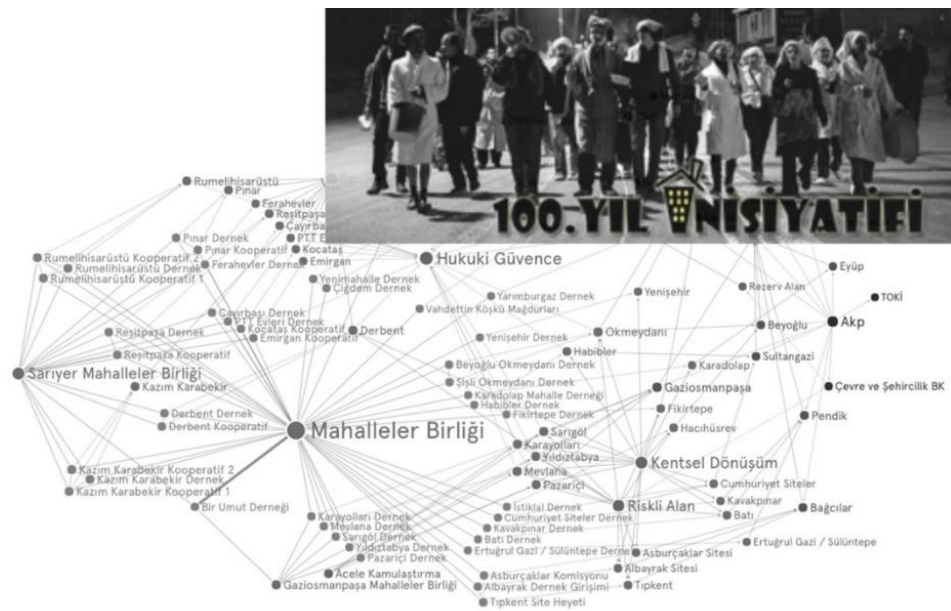 100.YIL İNİSİYATİFİ
Rumelihisarüstü
Pınar
Ferahevler
Reşitpaşa
Kocataş
Emirgan
Pınar Dernek
Pınar Kooperatif
Ferahevler Dernek
Rumelihisarüstü Kooperatif 2
Rumelihisarüstü Dernek
Rumelihisarüstü Kooperatif 1
Hukuki Güvence
Yenimahalle Dernek
Çiğdem Dernek
Eyüp
TOKİ
Akp
Yarımburgaz Dernek
Yenişehir
Rezerv Alan
Vahdettin Köşkü Mağdurları
Çayırbaşı Dernek
PTT Evleri Dernek
Kocataş Kooperatif
Emirgan Kooperatif
Derbent
Reşitpaşa Dernek
Reşitpaşa Kooperatif
Yenişehir Dernek
Okmeydanı
Beyoğlu
Habibler
Sultangazi
Sarıyer Mahalleler Birliği
Kazım Karabekir
Beyoğlu Okmeydanı Dernek
Karadolap
Şişli Okmeydanı Dernek
Gaziosmanpaşa
Çevre ve Şehircilik BK
Karadolap Mahalle Derneği
Habibler Dernek
Fikirtepe Dernek
Fikirtepe
Derbent Dernek
Derbent Kooperatif
Pendik
Mahalleler Birliği
Hacıhüsrev
Sarıgöl
Karayolları
Yıldıztabya
Mevlana
Pazariçi
Kentsel Dönüşüm
Kazım Karabekir Kooperatif 2
Kazım Karabekir Dernek
Kazım Karabekir Kooperatif 1
Bir Umut Derneği
Cumhuriyet Siteler
Kavakpınar
Batı
Riskli Alan
Bağcılar
Karayolları Dernek
Mevlana Dernek
Sarıgöl Dernek
Yıldıztabya Dernek
Pazariçi Dernek
İstiklal Dernek
Cumhuriyet Siteler Dernek
Kavakpınar Dernek
Batı Dernek
Ertuğrul Gazi / Sülüntepe Dernek
Ertuğrul Gazi / Sülüntepe
Asburçaklar Sitesi
Albayrak Sitesi
Tıpkent
Acele Kamulaştırma
Gaziosmanpaşa Mahalleler Birliği
Asburçaklar Komisyonu
Albayrak Dernek Girişimi
Tıpkent Site Heyeti